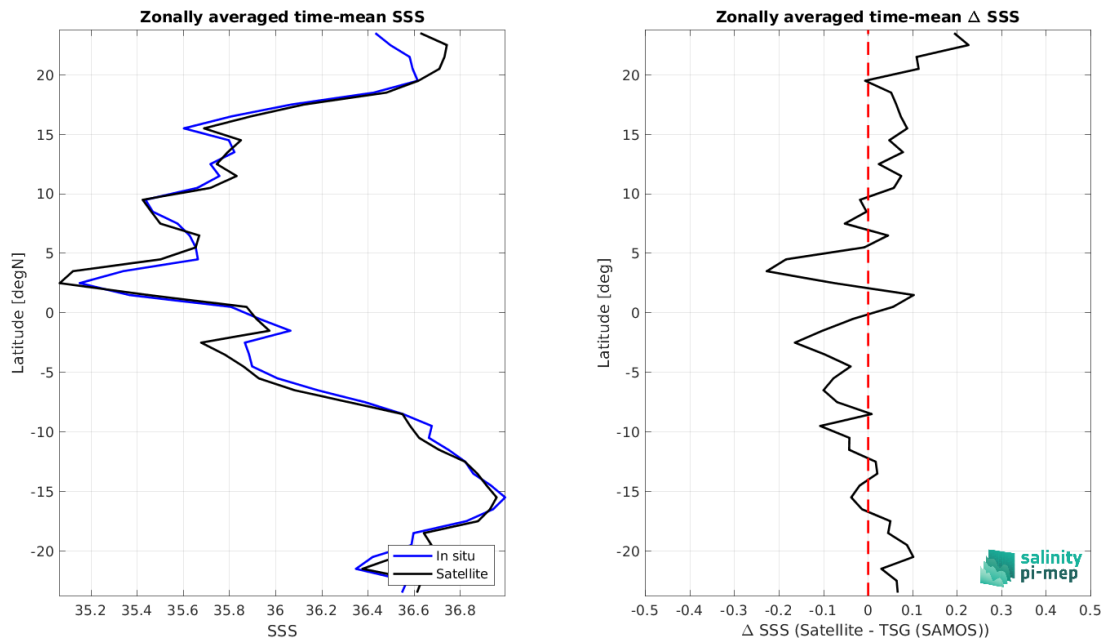 Zonally averaged time-mean SSS
Latitude [degN]
20
15
10
5
0
-5
-10
-15
-20
35.2 35.4 35.6 35.8 36 36.2 36.4 36.6 36.8
SSS
In situ
Satellite
Zonally averaged time-mean Δ SSS
Latitude [deg]
20
15
10
5
0
-5
-10
-15
-20
-0.5 -0.4 -0.3 -0.2 -0.1 0 0.1 0.2 0.3 0.4 0.5
Δ SSS (Satellite - TSG (SAMOS))
salinity
pi-mep